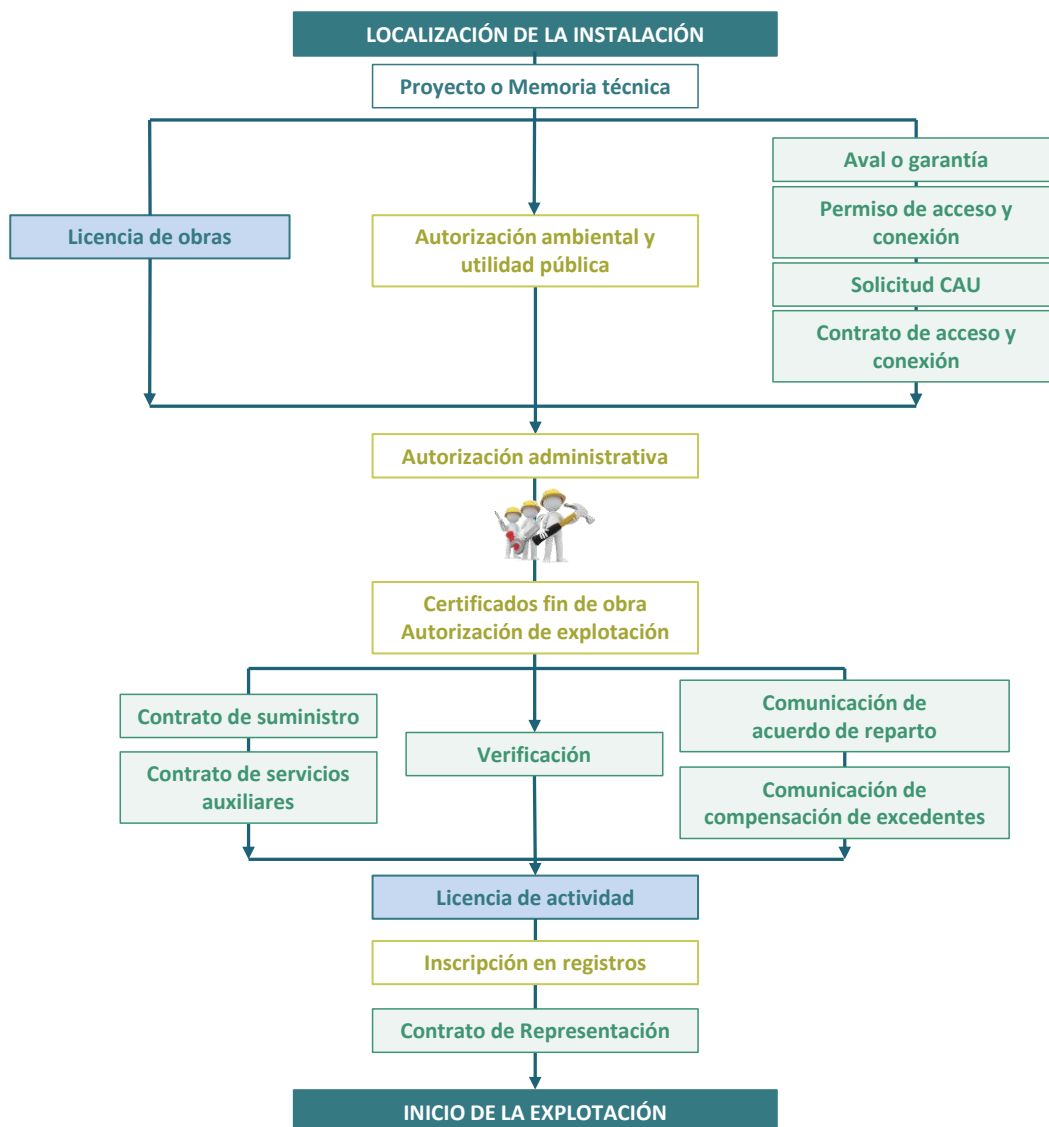 LOCALIZACIÓN DE LA INSTALACIÓN
Proyecto o Memoria técnica
Licencia de obras
Autorización ambiental y
utilidad pública
Aval o garantía
Permiso de acceso y
conexión
Solicitud CAU
Contrato de acceso y
conexión
Autorización administrativa
Certificados fin de obra
Autorización de explotación
Contrato de suministro
Contrato de servicios
auxiliares
Verificación
Comunicación de
acuerdo de reparto
Comunicación de
compensación de excedentes
Licencia de actividad
Inscripción en registros
Contrato de Representación
INICIO DE LA EXPLOTACIÓN